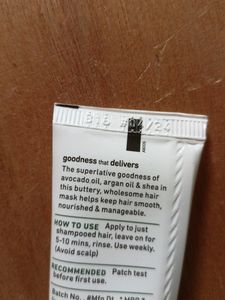 goodness that delivers
The superlative goodness of
avocado oil, argan oil & shea in
this buttery, wholesome hair
mask helps keep hair smooth,
nourished & manageable.
HOW TO USE Apply to just
shampooed hair, leave on for
5-10 mins, rinse. Use weekly.
(Avoid scalp)
RECOMMENDED Patch test
before first use.
Batch No.,